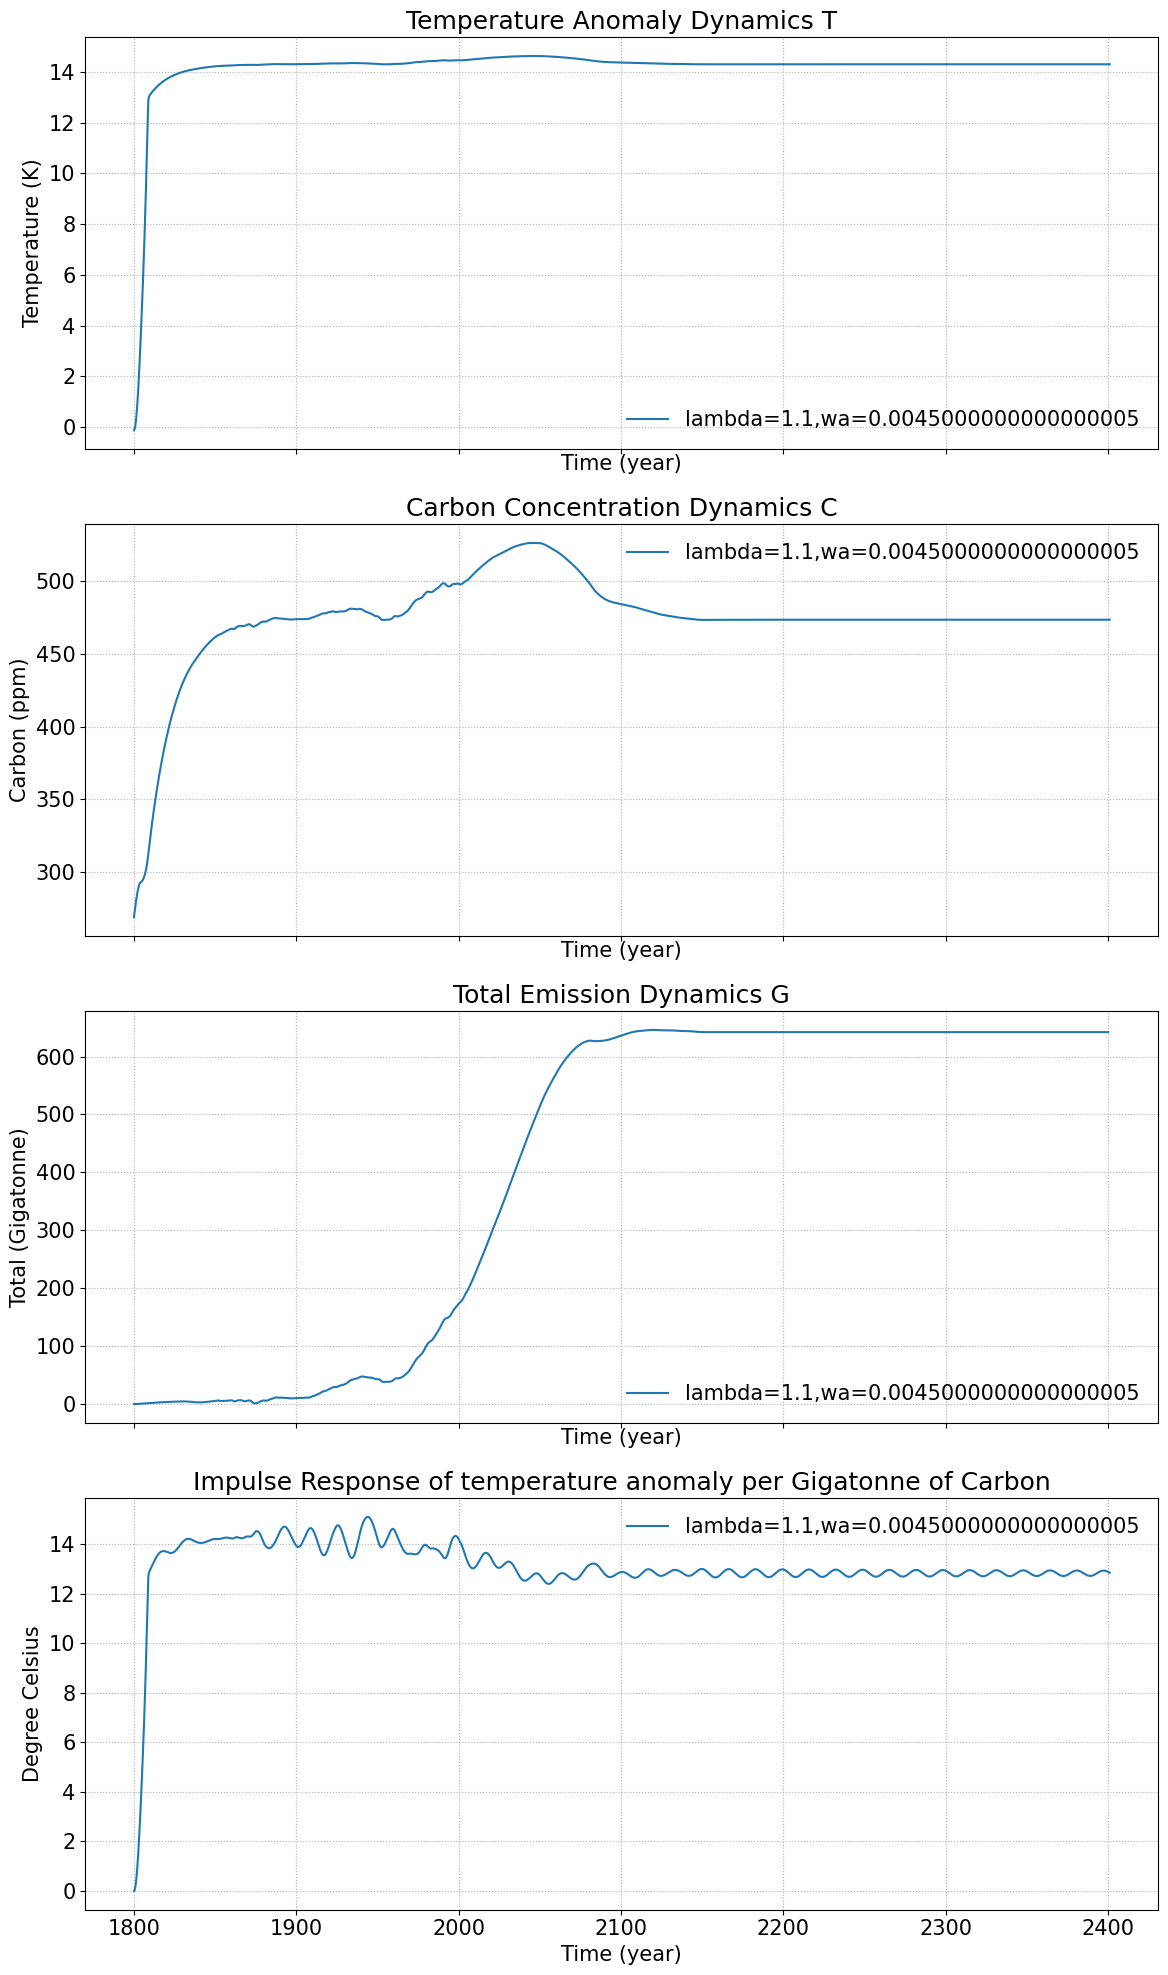 Temperature Anomaly Dynamics T
14
12
10
8
6
4
2
0
Temperature (K)
lambda=1.1,wa=0.0045000000000000005
Time (year)
Carbon Concentration Dynamics C
500
450
400
350
300
Carbon (ppm)
lambda=1.1,wa=0.0045000000000000005
Time (year)
Total Emission Dynamics G
600
500
400
300
200
100
0
Total (Gigatonne)
lambda=1.1,wa=0.0045000000000000005
Time (year)
Impulse Response of temperature anomaly per Gigatonne of Carbon
14
12
10
8
6
4
2
0
Degree Celsius
lambda=1.1,wa=0.0045000000000000005
1800 1900 2000 2100 2200 2300 2400
Time (year)